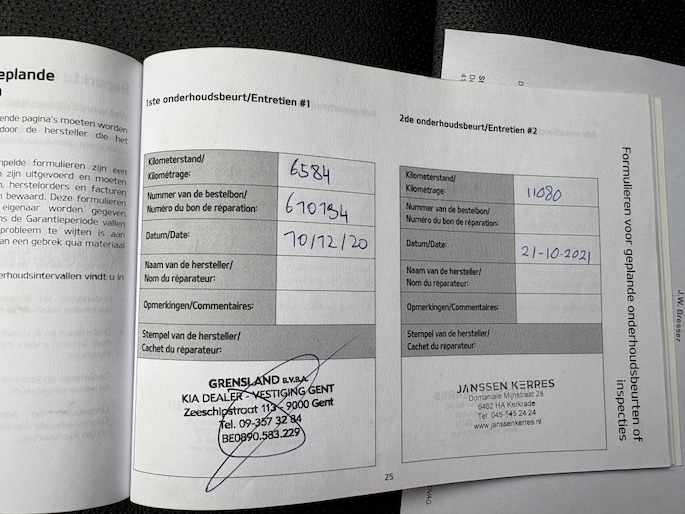 eplande
ende pagina's moeten worden
door de hersteller die het
mpelde formulieren zijn een
zijn uitgevoerd en moeten
n, herstelorders en facturen
n bewaard. Deze formulieren
eigenaar worden gegeven.
ns de Garantieperiode vallen
probleem te wijten is aan
an een gebrek qua materiaal
erhoudsintervallen vindt u in
1ste onderhoudsbeurt/Entretien #1
Kilometerstand/
Kilométrage:
6584
Nummer van de bestelbon/
Numéro du bon de réparation:
610194
Datum/Date:
10/12/20
Naam van de hersteller/
Nom du réparateur:
Opmerkingen/Commentaires:
Stempel van de hersteller/
Cachet du réparateur:
GRENSLAND B.V.B.A.
KIA DEALER - VESTIGING GENT
Zeeschipstraat 113 - 9000 Gent
Tel. 09-357 32 84
BE0890.583.229
2de onderhoudsbeurt/Entretien #2
Kilometerstand/
Kilométrage:
11080
Nummer van de bestelbon/
Numéro du bon de réparation:
Datum/Date:
21-10-2021
Naam van de hersteller/
Nom du réparateur:
Opmerkingen/Commentaires:
Stempel van de hersteller/
Cachet du réparateur:
JANSSEN KERRES
Domaniale Mijnstraat 25
6462 HA Kerkrade
Tel. 045-545 24 24
www.janssenkerres.nl
25
Formulieren voor geplande onderhoudsbeurten of
inspecties
J.W. Bresser
OVAG